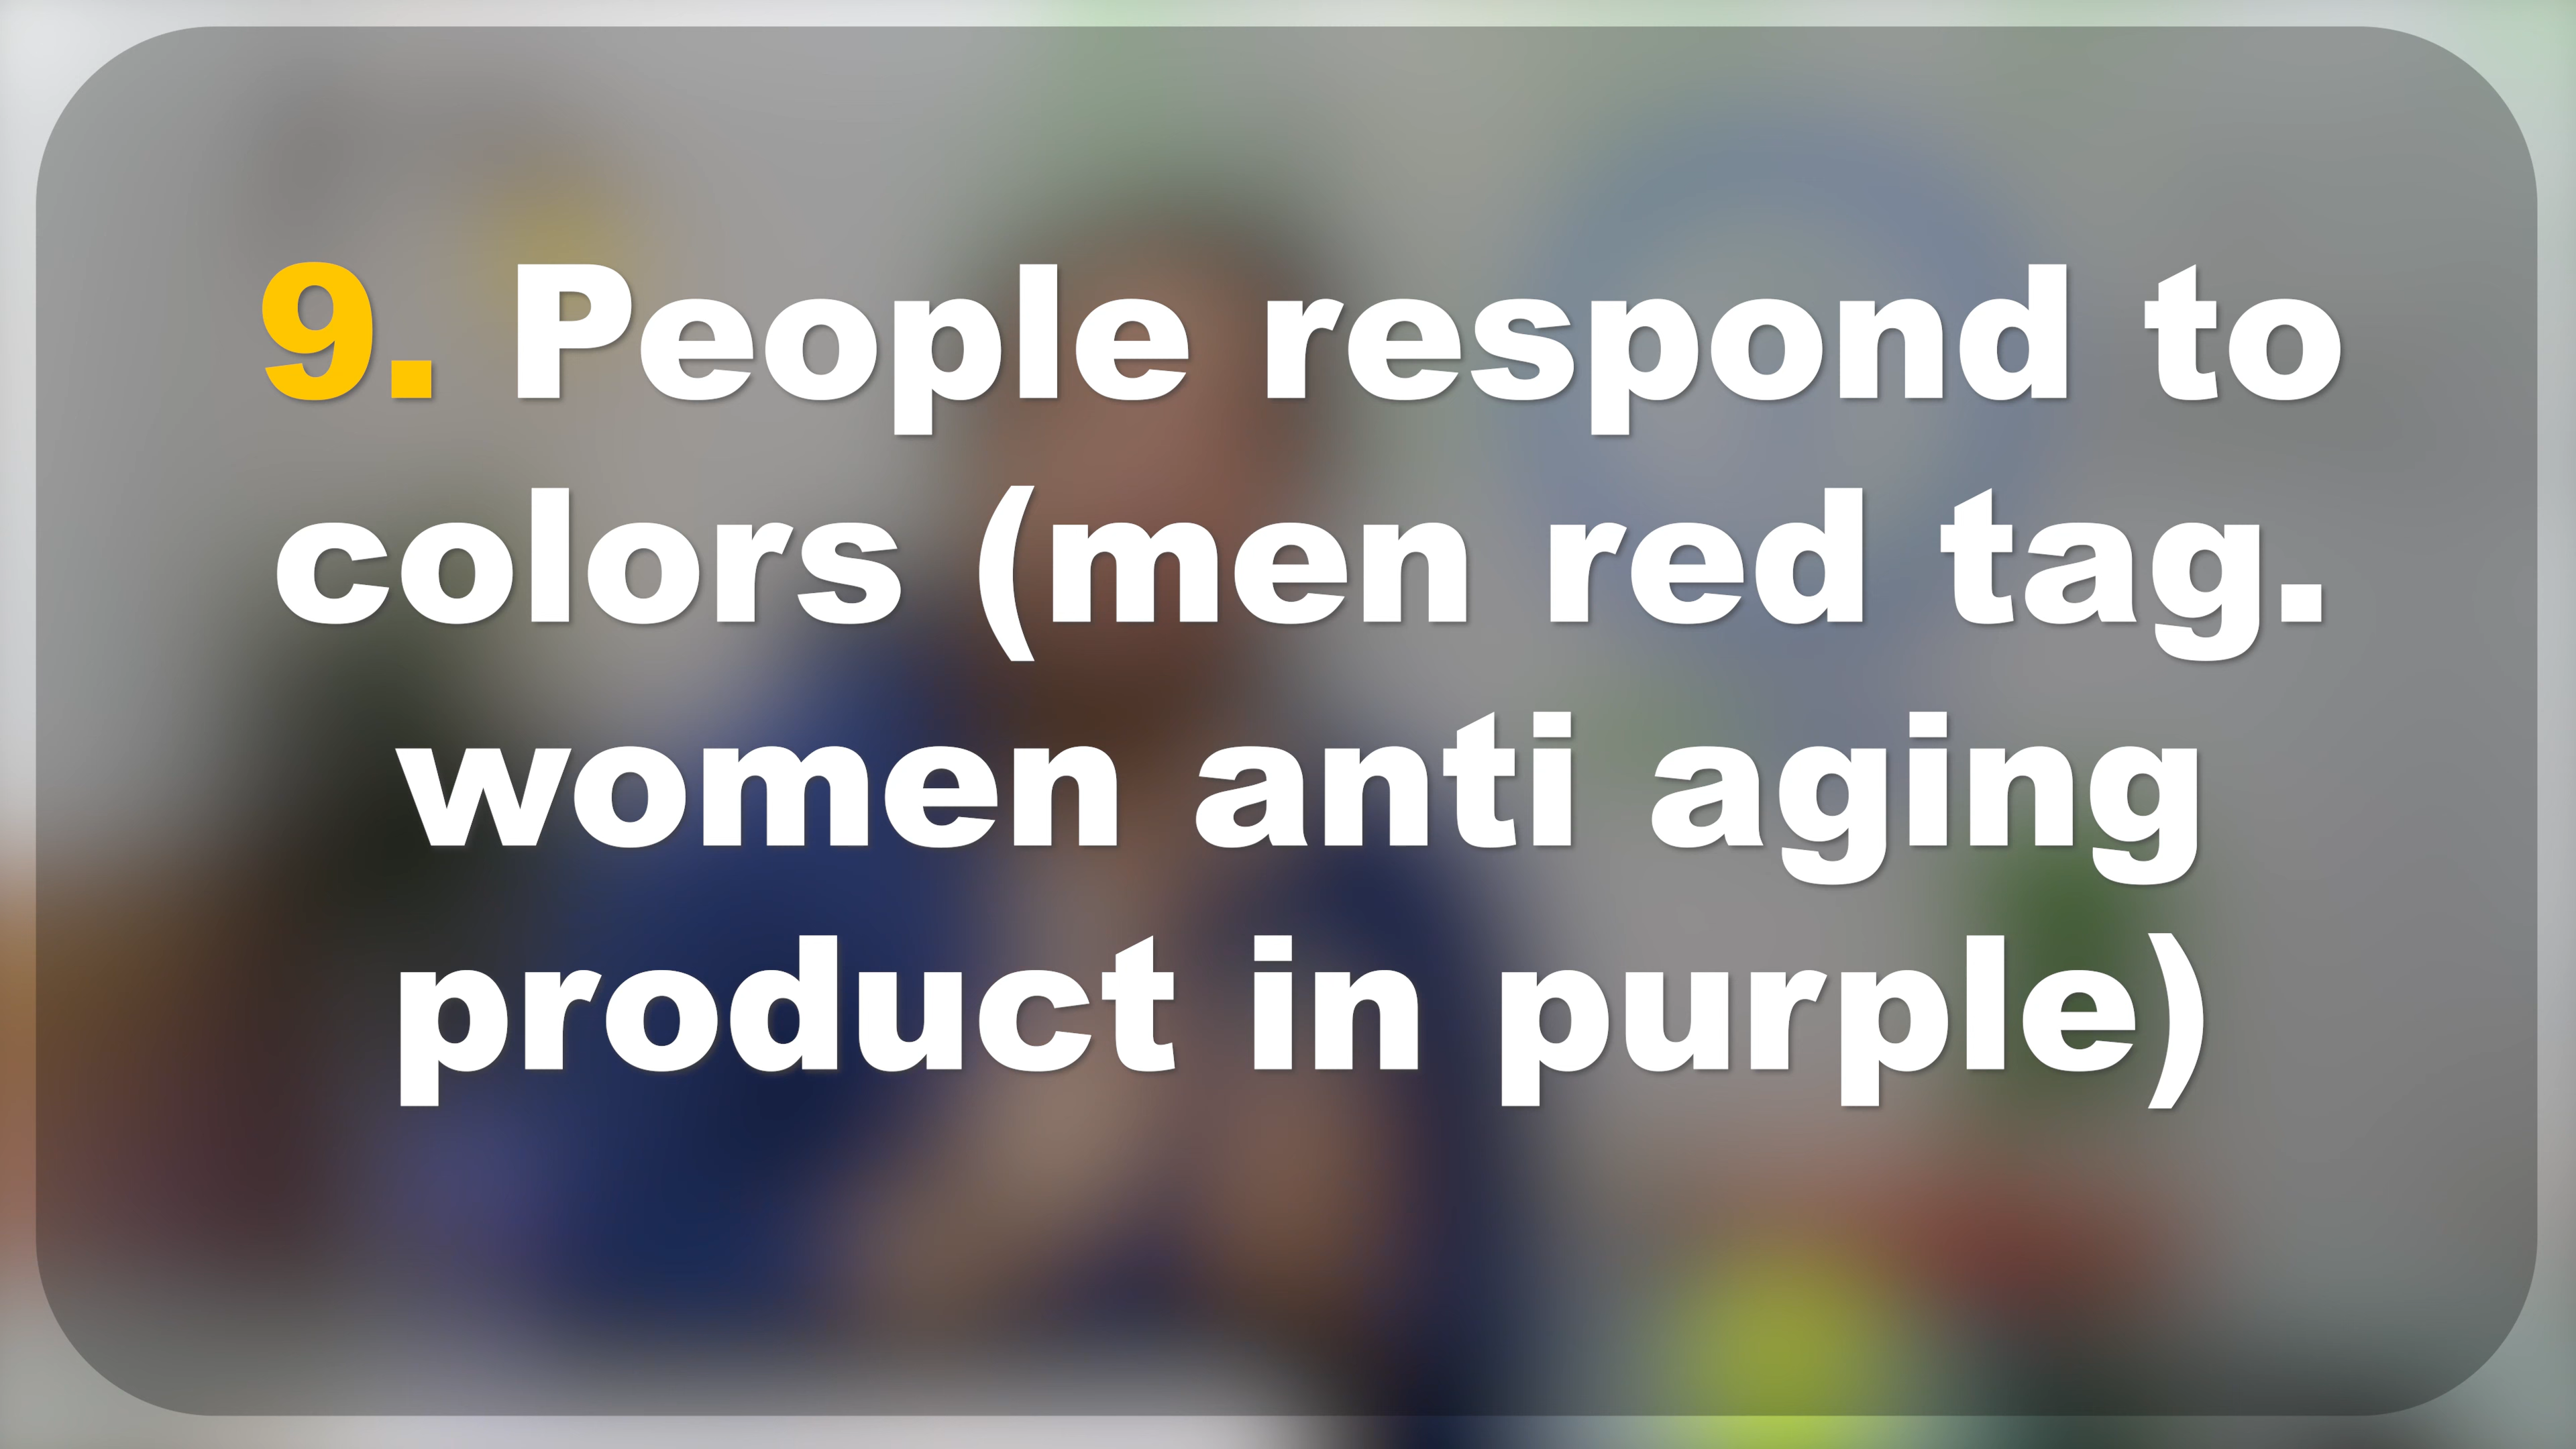 9. People respond to
colors (men red tag.
women anti aging
product in purple)